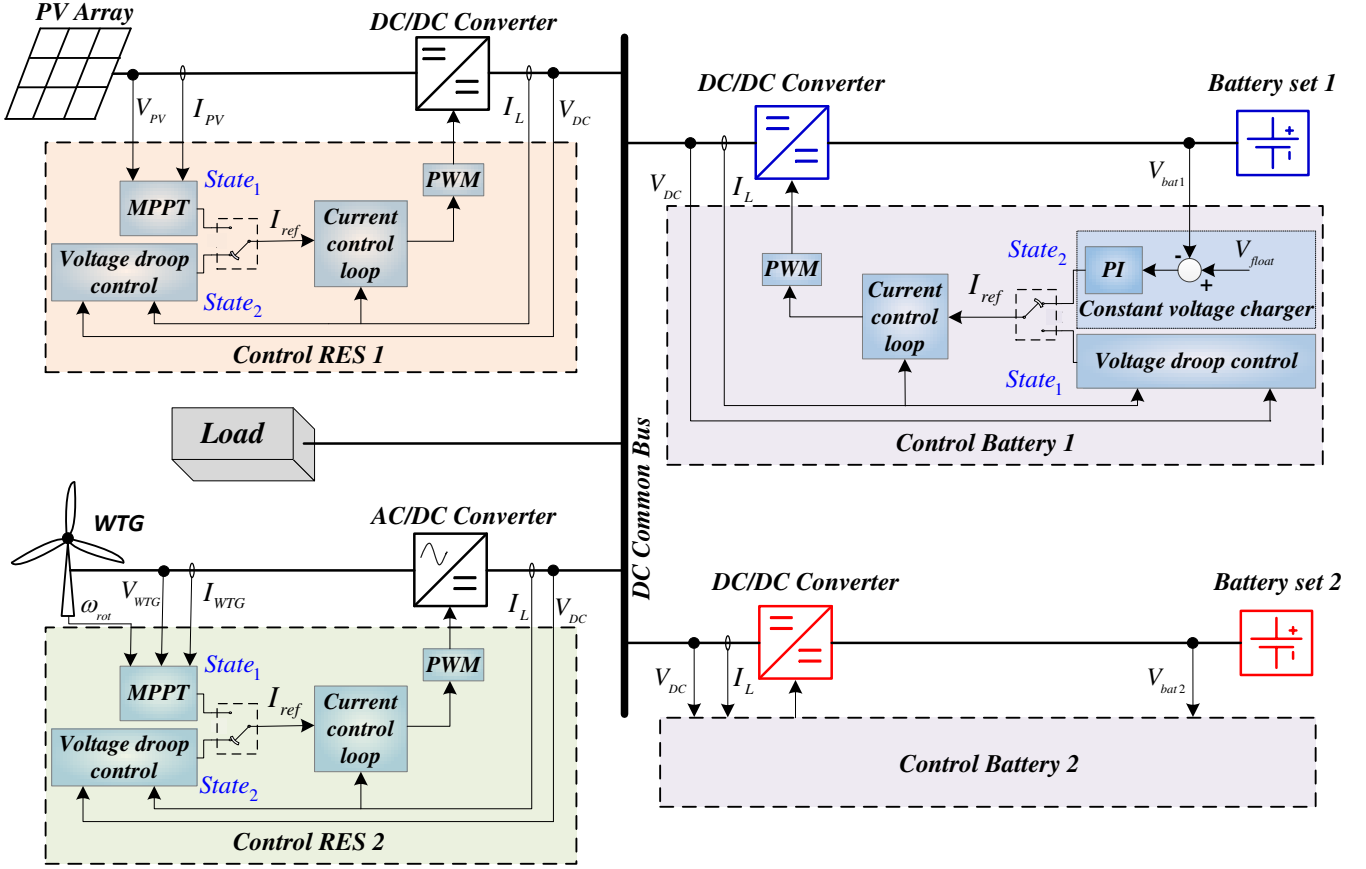 PV Array
DC/DC Converter
V_PV
I_PV
I_L
V_DC
State_1
MPPT
Voltage droop
control
State_2
I_ref
Current
control
loop
PWM
Control RES 1
Load
DC Common Bus
WTG
AC/DC Converter
ω_rot
V_WTG
I_WTG
I_L
V_DC
State_1
MPPT
Voltage droop
control
State_2
I_ref
Current
control
loop
PWM
Control RES 2
DC/DC Converter
Battery set 1
V_DC
I_L
V_bat1
PWM
Current
control
loop
I_ref
State_2
PI
-
+
V_float
Constant voltage charger
State_1
Voltage droop control
Control Battery 1
DC/DC Converter
Battery set 2
V_DC
I_L
V_bat2
Control Battery 2